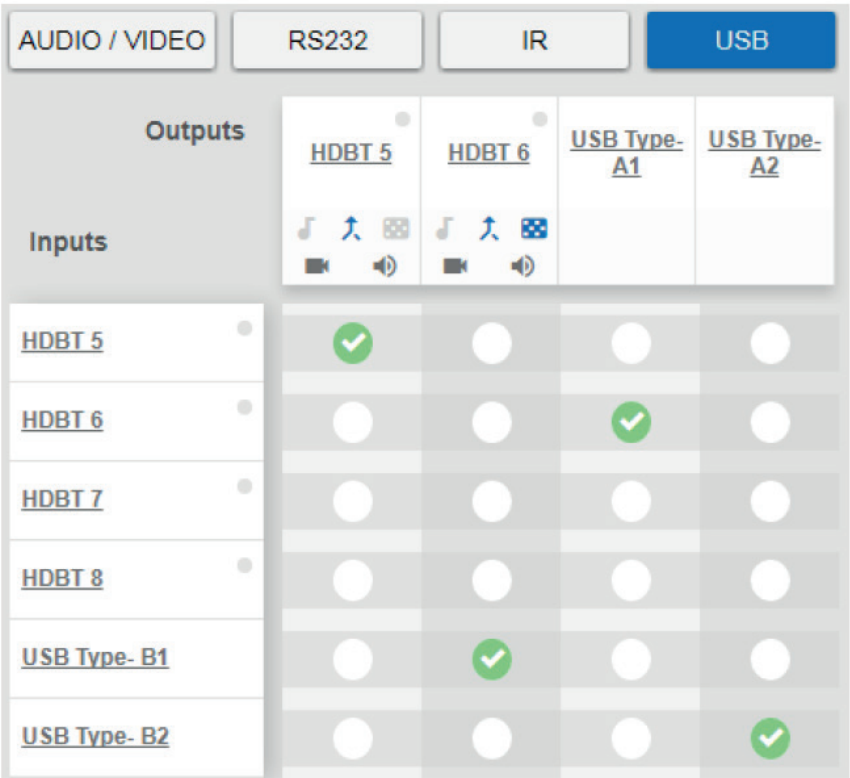 AUDIO / VIDEO RS232 IR USB
Outputs
HDBT 5 HDBT 6 USB Type- A1 USB Type- A2
Inputs
HDBT 5
HDBT 6
HDBT 7
HDBT 8
USB Type- B1
USB Type- B2